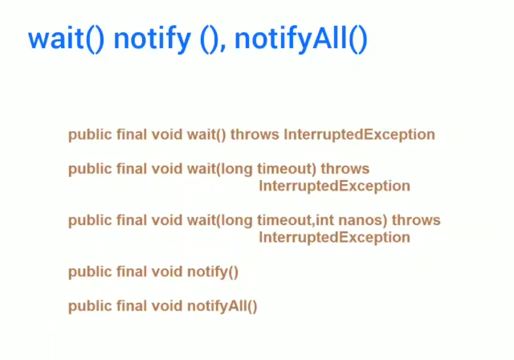 wait() notify (), notifyAll()
public final void wait() throws InterruptedException
public final void wait(long timeout) throws
InterruptedException
public final void wait(long timeout,int nanos) throws
InterruptedException
public final void notify()
public final void notifyAll()